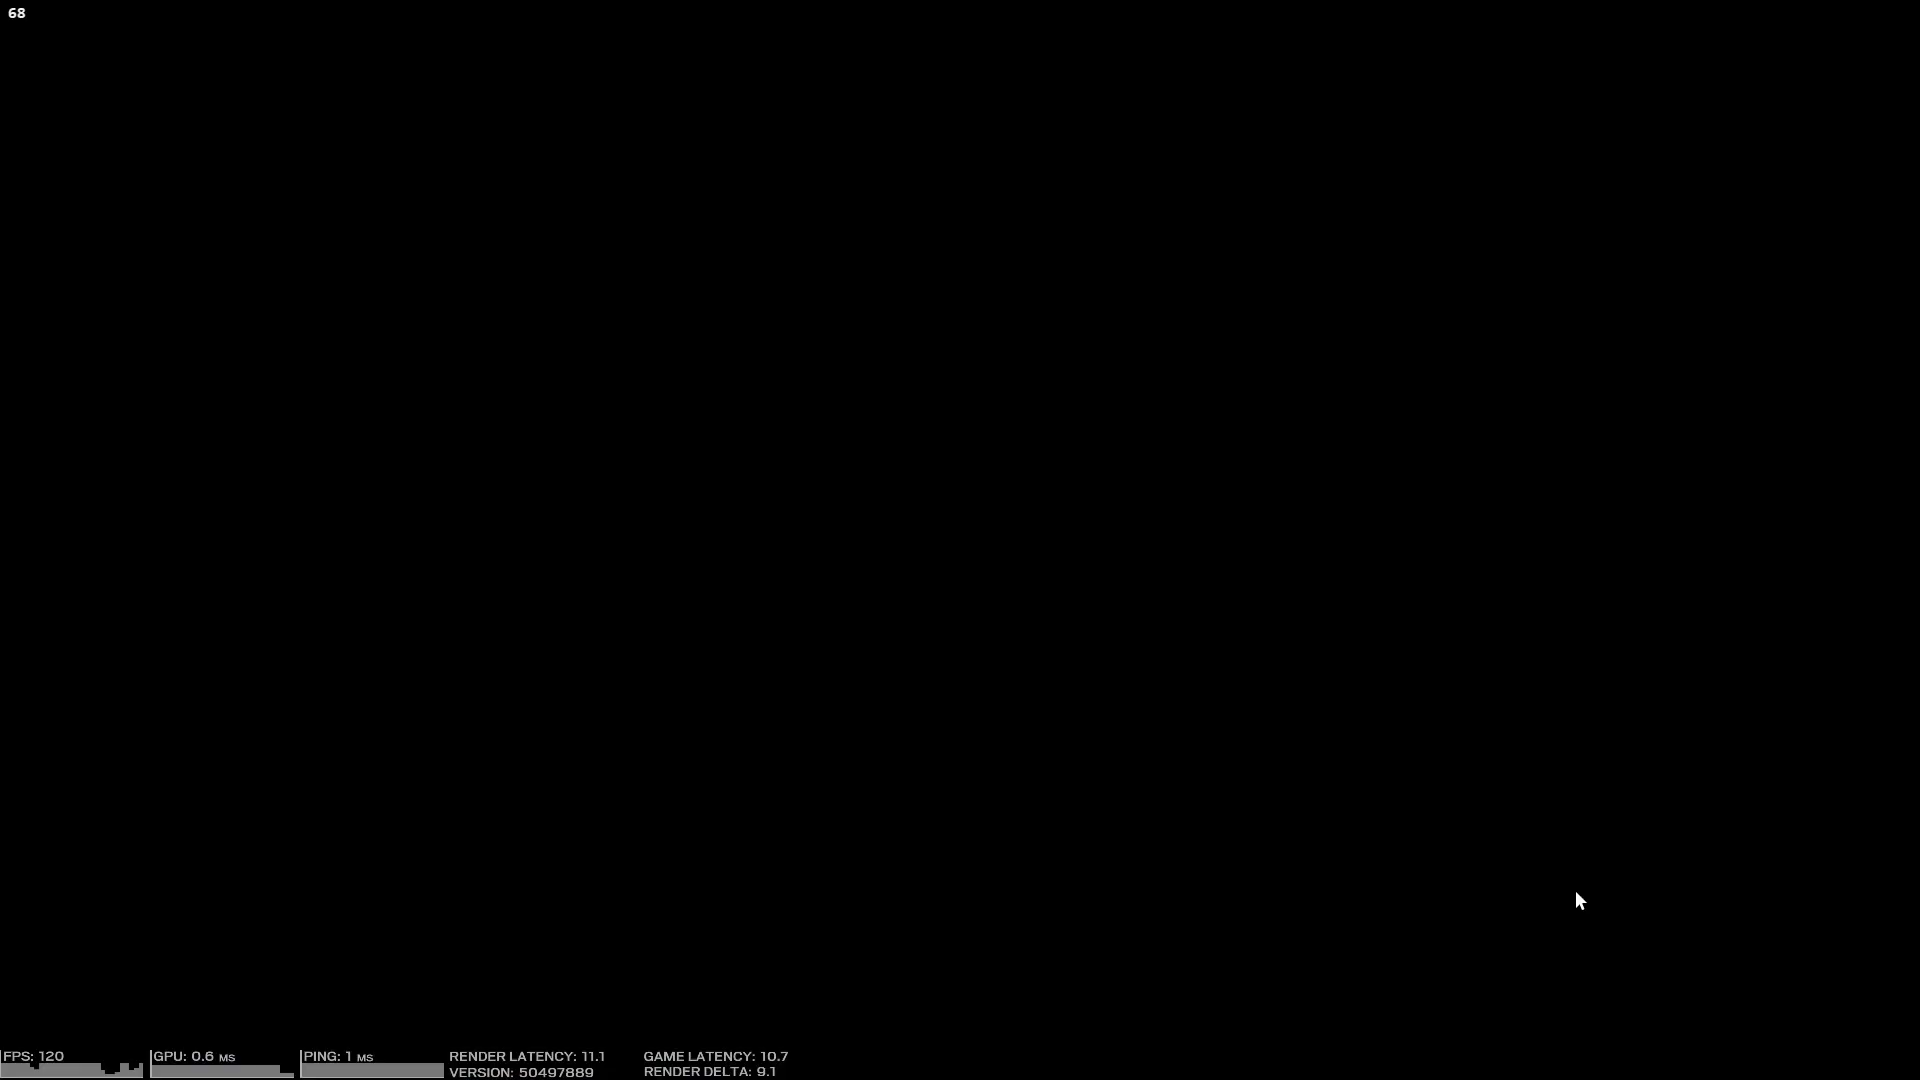 68
FPS: 120 GPU: 0.6 MS PING: 1 MS RENDER LATENCY: 11.1 GAME LATENCY: 10.7
VERSION: 50497889 RENDER DELTA: 9.1